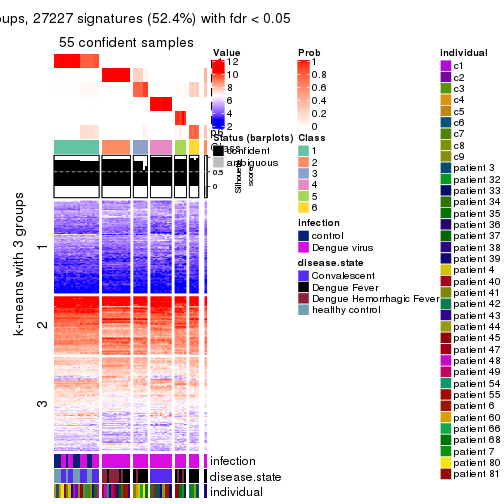 oups, 27227 signatures (52.4%) with fdr < 0.05
55 confident samples
k-means with 3 groups
1
2
3
p6
Class
Silhouette
score
0.5
0
infection
disease.state
individual
Value
12
10
8
6
4
2
Status (barplots)
confident
ambiguous
Prob
1
0.8
0.6
0.4
0.2
0
Class
1
2
3
4
5
6
infection
control
Dengue virus
disease.state
Convalescent
Dengue Fever
Dengue Hemorrhagic Fever
healthy control
individual
c1
c2
c3
c4
c5
c6
c7
c8
c9
patient 3
patient 32
patient 33
patient 34
patient 35
patient 36
patient 37
patient 38
patient 39
patient 4
patient 40
patient 41
patient 42
patient 43
patient 44
patient 45
patient 47
patient 48
patient 49
patient 54
patient 55
patient 6
patient 60
patient 66
patient 68
patient 7
patient 80
patient 81